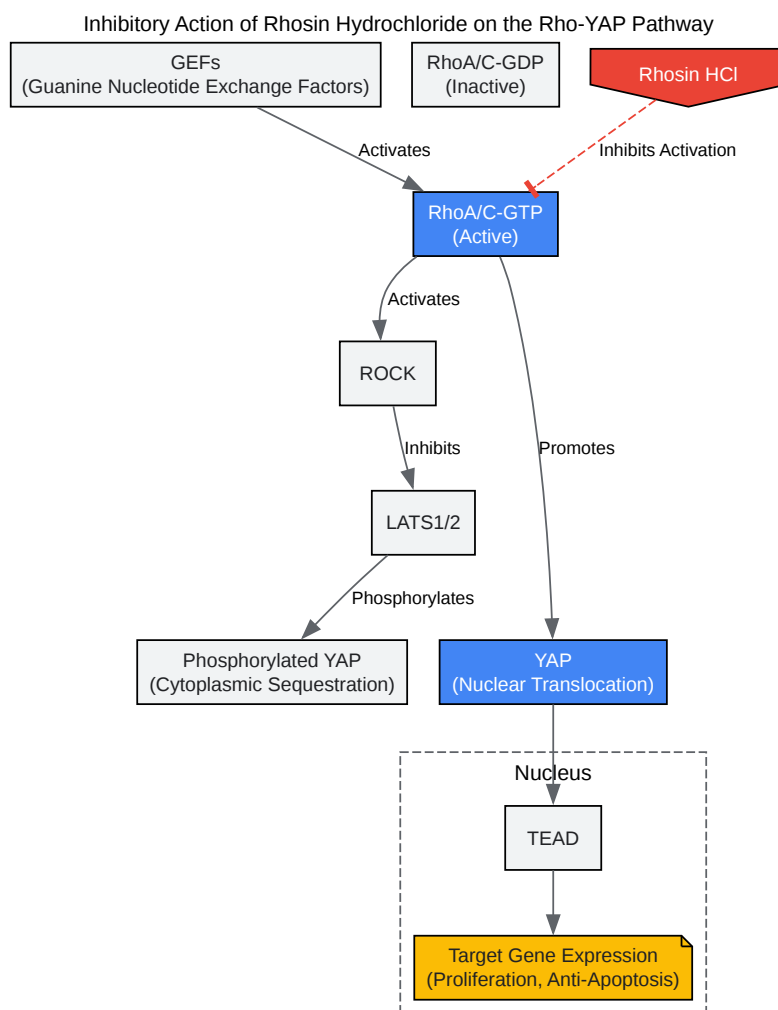 Inhibitory Action of Rhosin Hydrochloride on the Rho-YAP Pathway
GEFs
(Guanine Nucleotide Exchange Factors)
RhoA/C-GDP
(Inactive)
Rhosin HCl
Activates
Inhibits Activation
RhoA/C-GTP
(Active)
Activates
ROCK
Inhibits
Promotes
LATS1/2
Phosphorylates
Phosphorylated YAP
(Cytoplasmic Sequestration)
YAP
(Nuclear Translocation)
Nucleus
TEAD
Target Gene Expression
(Proliferation, Anti-Apoptosis)